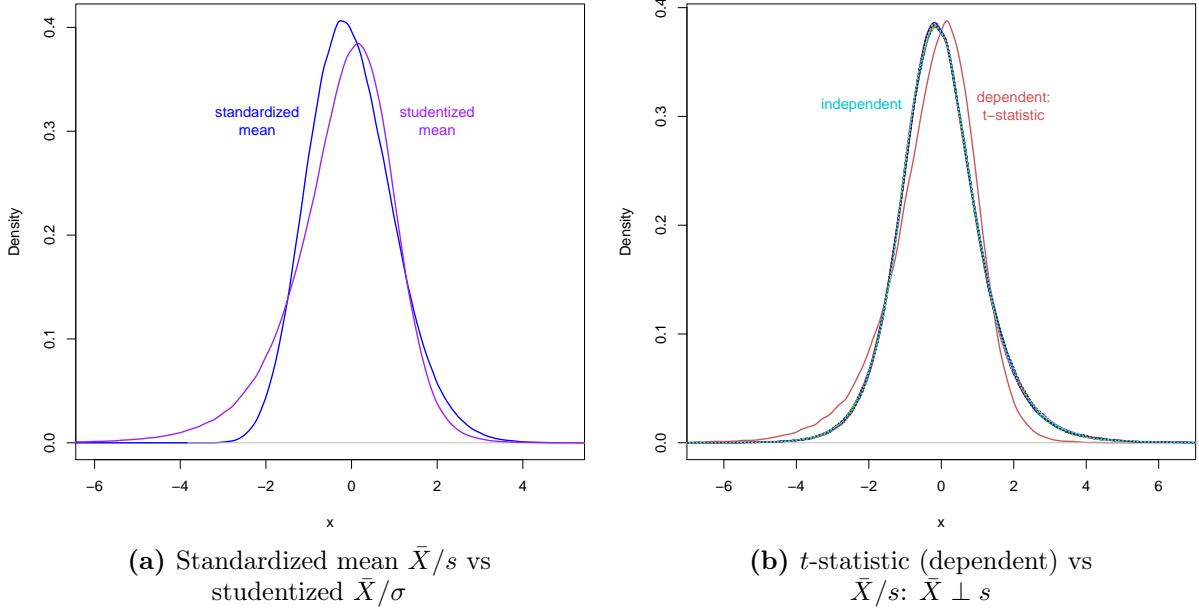 0.4
0.3
0.2
0.1
0.0
Density
standardized
mean
studentized
mean
−6
−4
−2
0
2
4
x
(a) Standardized mean X̄/s vs
studentized X̄/σ
0.4
0.3
0.2
0.1
0.0
Density
independent
dependent:
t−statistic
−6
−4
−2
0
2
4
6
x
(b) t-statistic (dependent) vs
X̄/s: X̄ ⊥ s